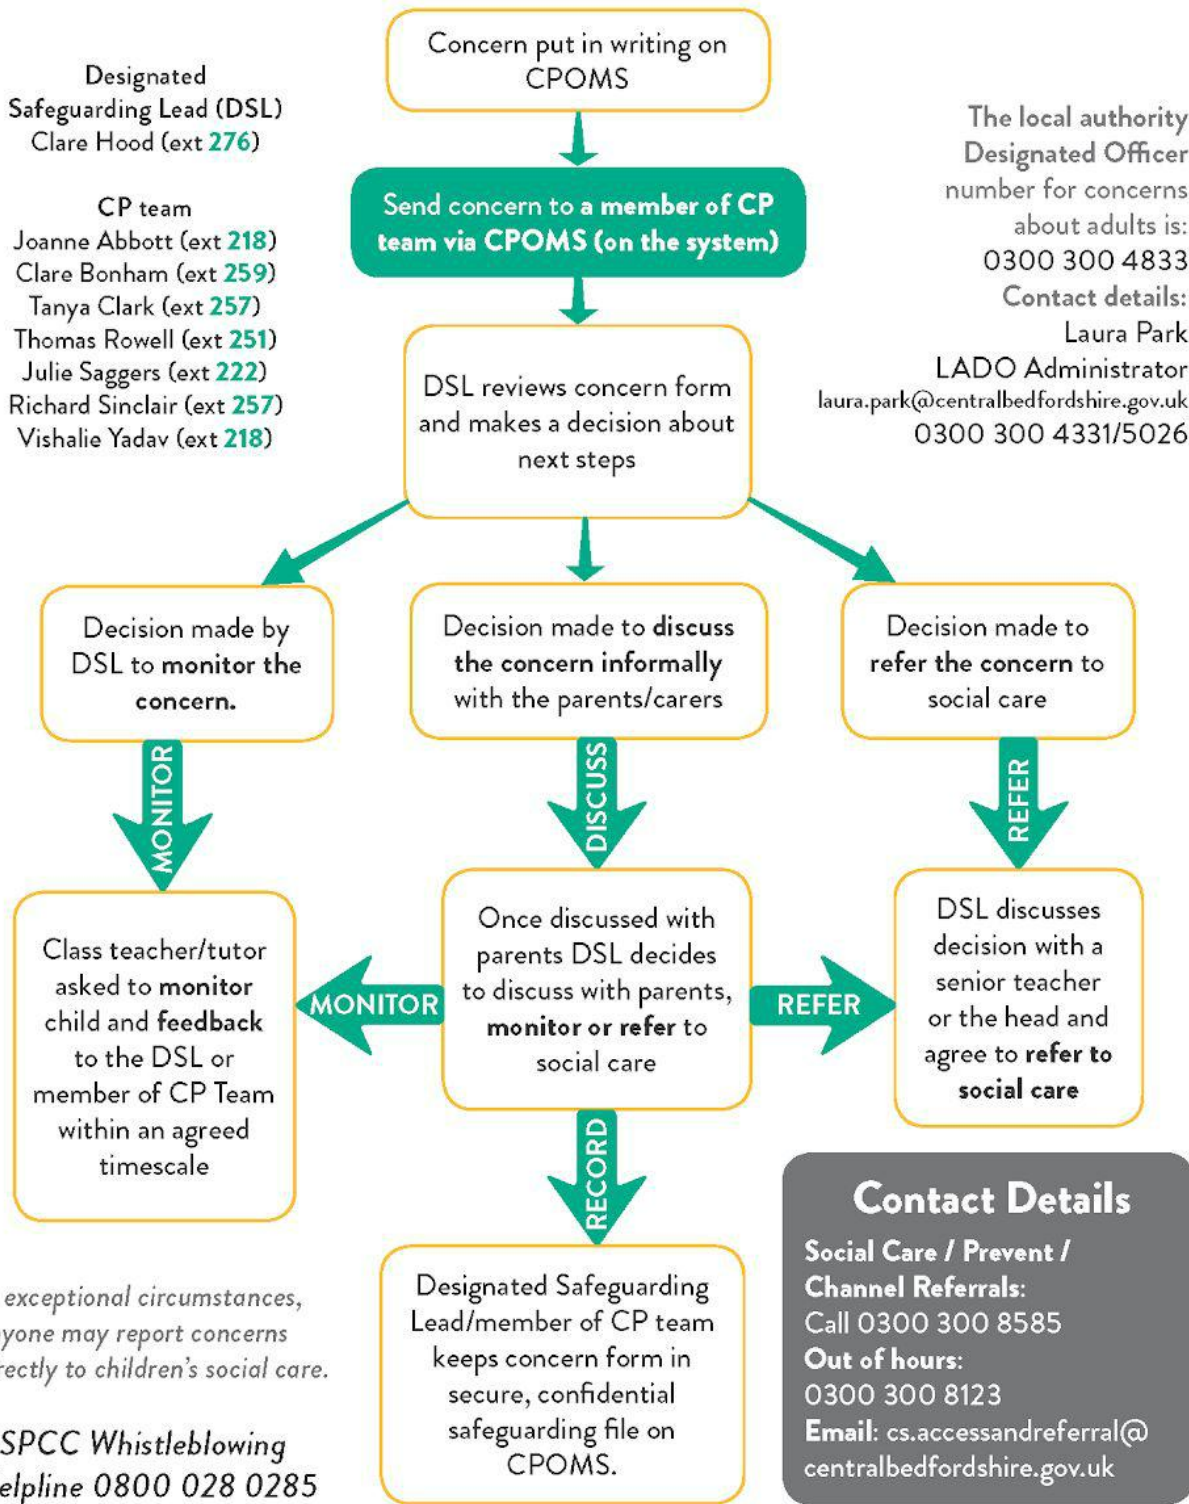 Concern put in writing on
CPOMS
Designated
Safeguarding Lead (DSL)
Clare Hood (ext 276)
CP team
Joanne Abbott (ext 218)
Clare Bonham (ext 259)
Tanya Clark (ext 257)
Thomas Rowell (ext 251)
Julie Saggers (ext 222)
Richard Sinclair (ext 257)
Vishalie Yadav (ext 218)
Send concern to a member of CP
team via CPOMS (on the system)
The local authority
Designated Officer
number for concerns
about adults is:
0300 300 4833
Contact details:
Laura Park
LADO Administrator
laura.park@centralbedfordshire.gov.uk
0300 300 4331/5026
DSL reviews concern form
and makes a decision about
next steps
Decision made by
DSL to monitor the
concern.
Decision made to discuss
the concern informally
with the parents/carers
Decision made to
refer the concern to
social care
MONITOR
DISCUSS
REFER
Class teacher/tutor
asked to monitor
child and feedback
to the DSL or
member of CP Team
within an agreed
timescale
MONITOR
Once discussed with
parents DSL decides
to discuss with parents,
monitor or refer to
social care
REFER
DSL discusses
decision with a
senior teacher
or the head and
agree to refer to
social care
RECORD
Designated Safeguarding
Lead/member of CP team
keeps concern form in
secure, confidential
safeguarding file on
CPOMS.
exceptional circumstances,
yone may report concerns
rectly to children's social care.
SPCC Whistleblowing
elpline 0800 028 0285
Contact Details
Social Care / Prevent /
Channel Referrals:
Call 0300 300 8585
Out of hours:
0300 300 8123
Email: cs.accessandreferral@
centralbedfordshire.gov.uk